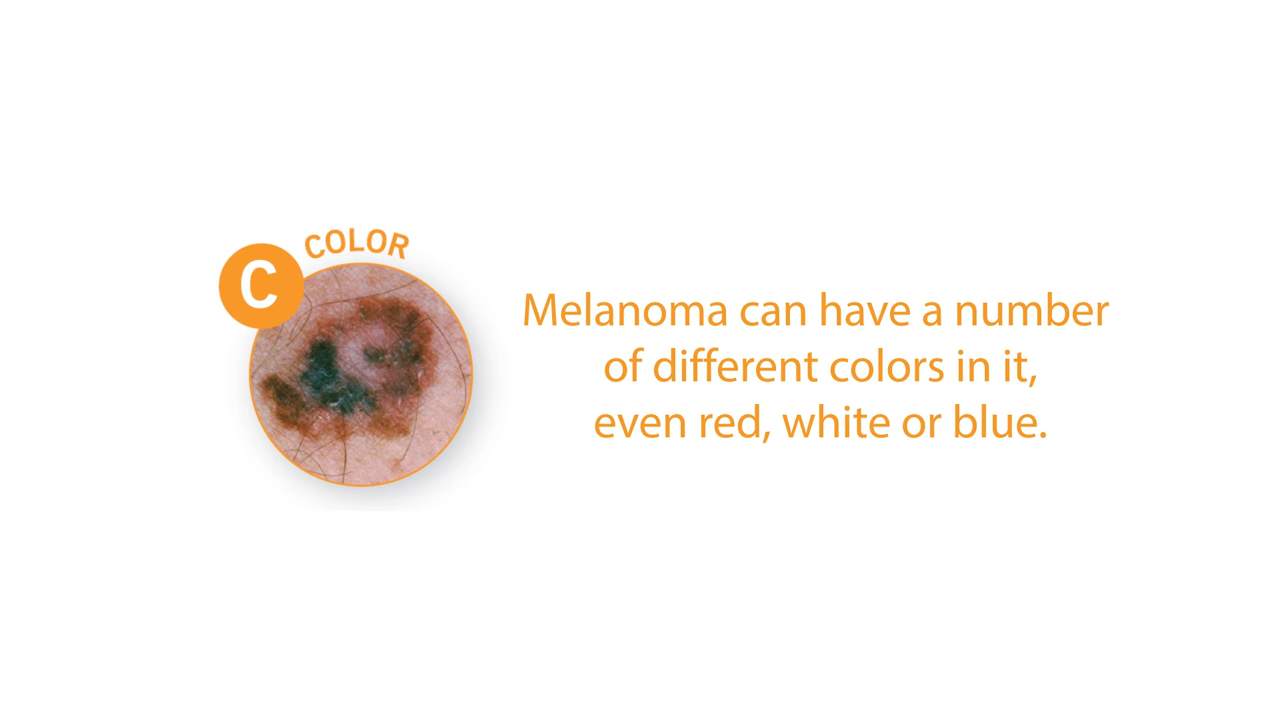 C
COLOR
Melanoma can have a number
of different colors in it,
even red, white or blue.